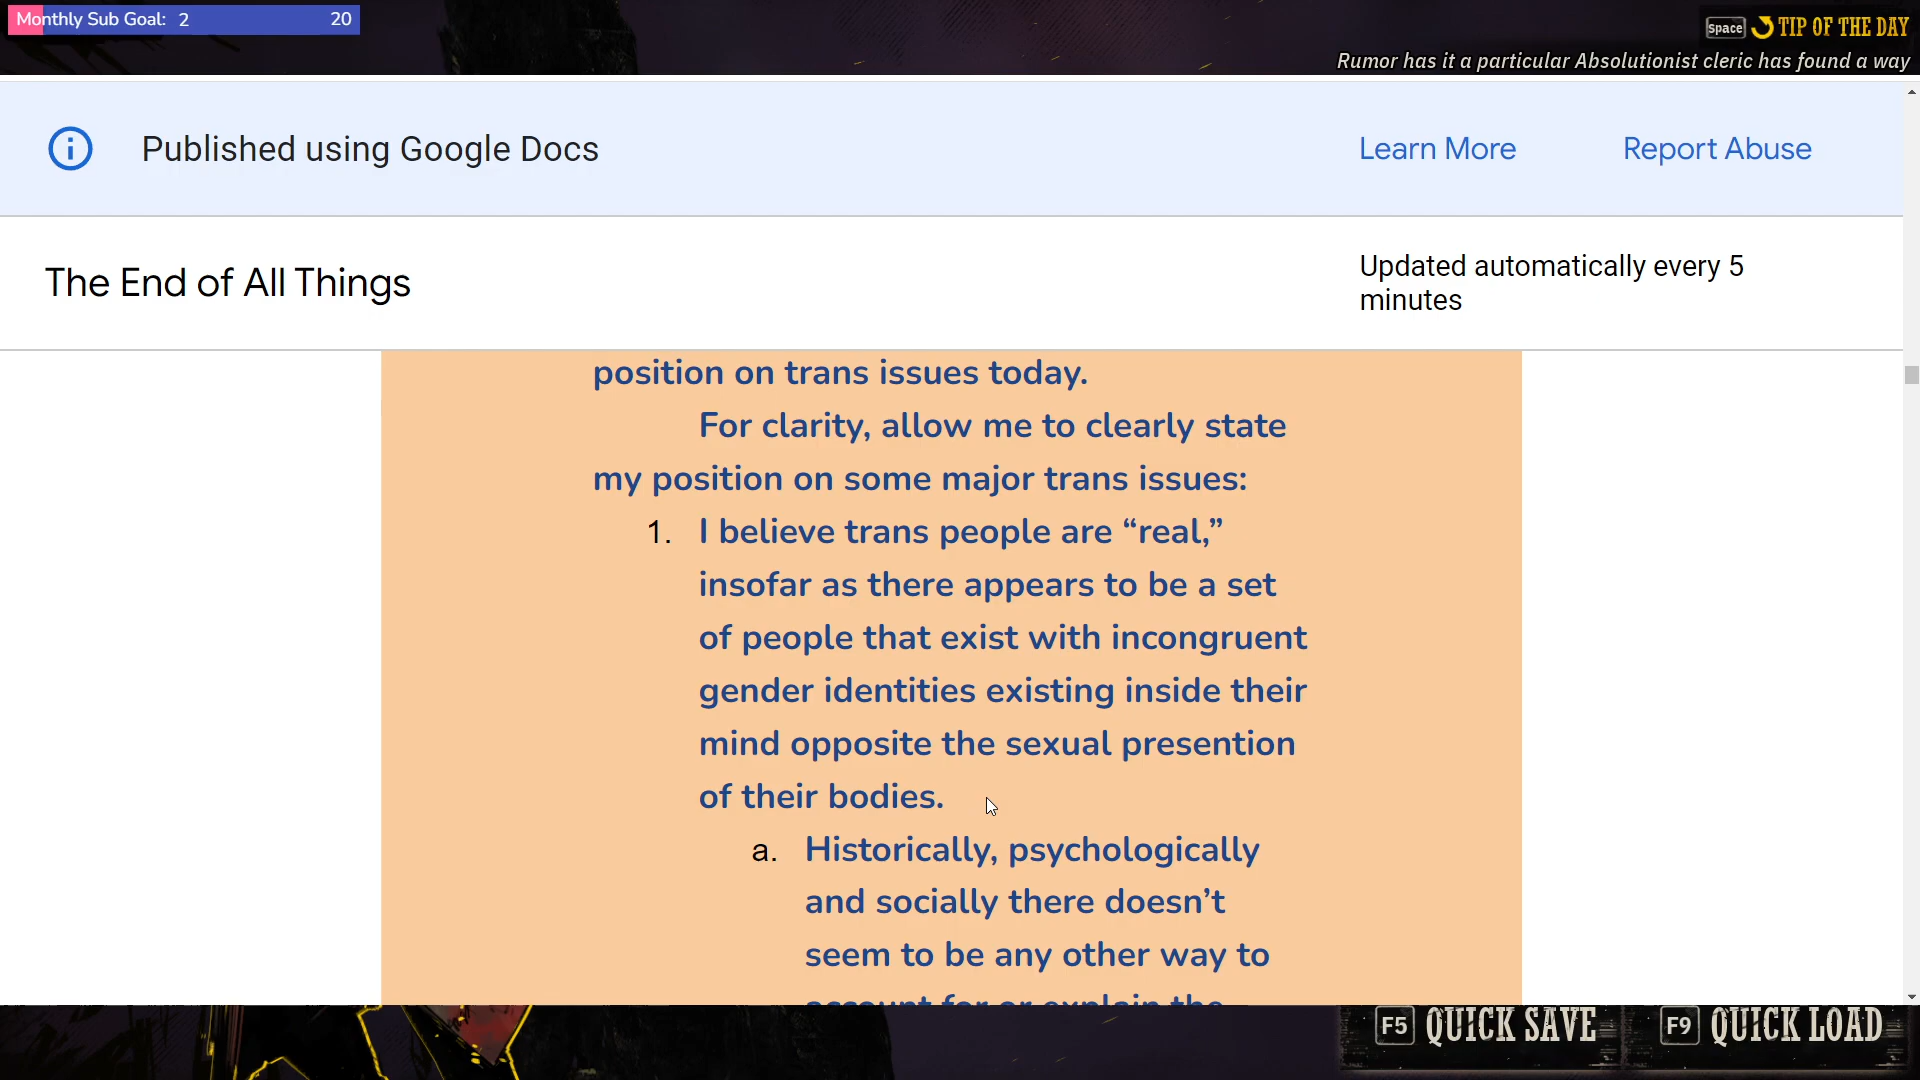 Monthly Sub Goal: 2 20
Space TIP OF THE DAY
Rumor has it a particular Absolutionist cleric has found a way
Published using Google Docs
Learn More
Report Abuse
The End of All Things
Updated automatically every 5
minutes
position on trans issues today.
For clarity, allow me to clearly state
my position on some major trans issues:
1. I believe trans people are “real,”
insofar as there appears to be a set
of people that exist with incongruent
gender identities existing inside their
mind opposite the sexual presention
of their bodies.
a. Historically, psychologically
and socially there doesn’t
seem to be any other way to
account for or explain the
F5 QUICK SAVE
F9 QUICK LOAD